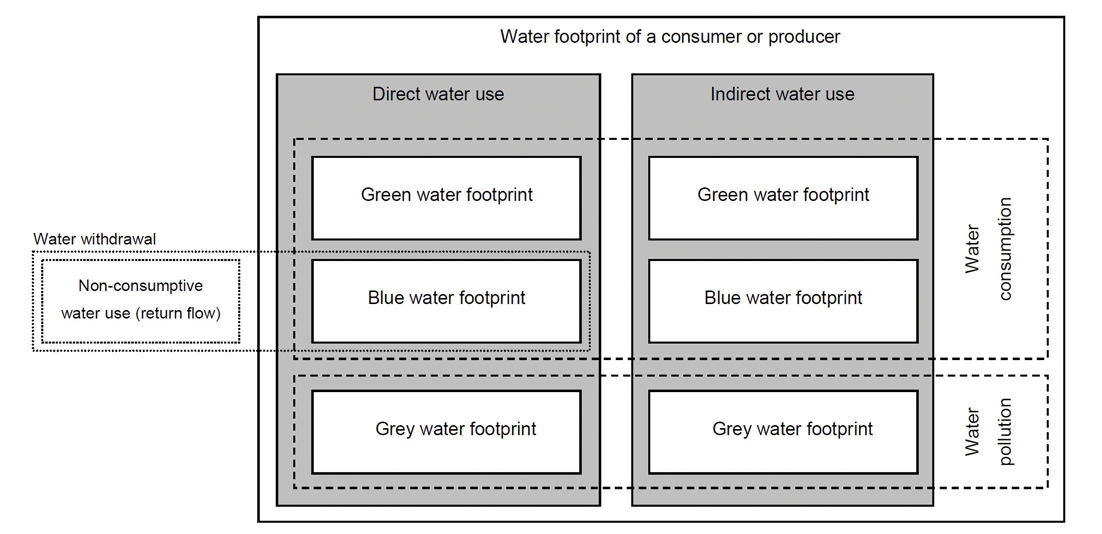 Water footprint of a consumer or producer
Direct water use
Indirect water use
Green water footprint
Green water footprint
Water withdrawal
Non-consumptive
water use (return flow)
Blue water footprint
Blue water footprint
Water
consumption
Grey water footprint
Grey water footprint
Water
pollution